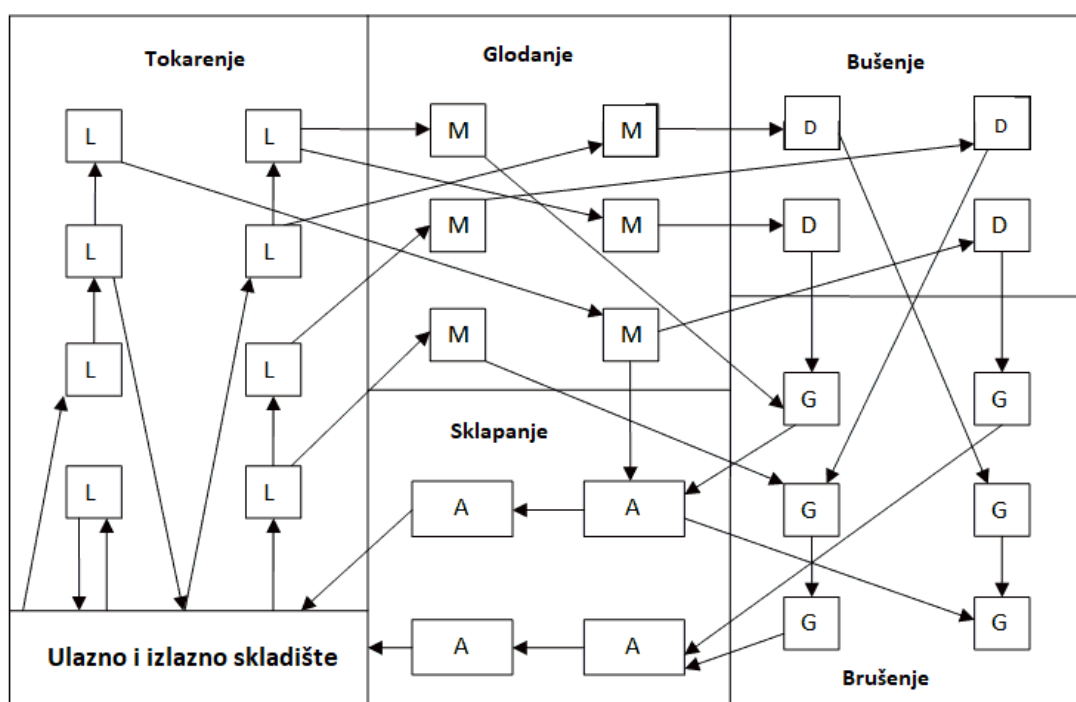 Tokarenje
Glodanje
Bušenje
L
L
M
M
D
D
L
L
M
M
D
D
L
L
M
M
G
G
Sklapanje
L
L
A
A
G
G
A
A
G
G
Ulazno i izlazno skladište
Brušenje